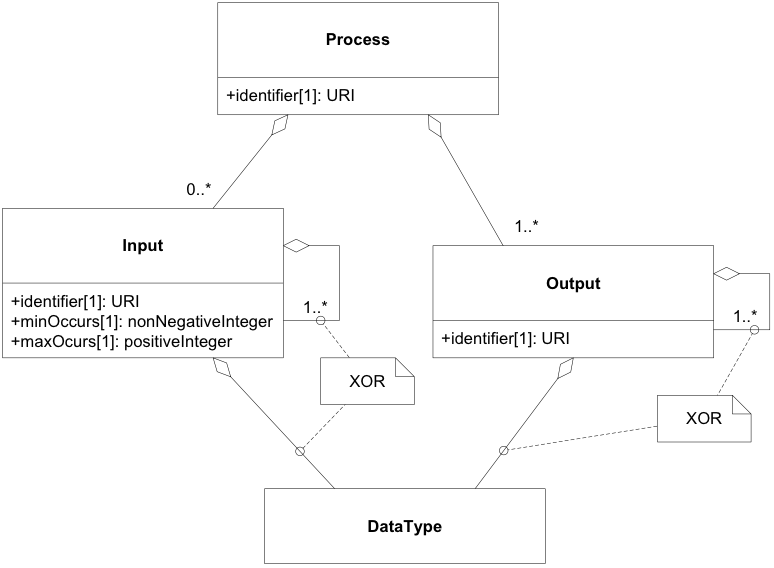 Process
+identifier[1]: URI
0..*
1..*
Input
Output
+identifier[1]: URI
+minOccurs[1]: nonNegativeInteger
+maxOcurs[1]: positiveInteger
1..*
1..*
+identifier[1]: URI
XOR
XOR
DataType